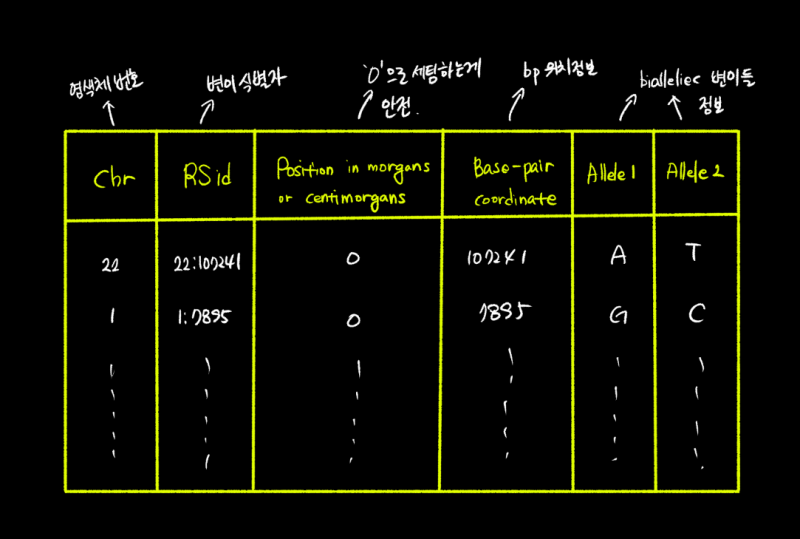 염색체 번호
변이 식별자
'0'으로 세팅하는게
안전.
bp 위치정보
biallelic 변이들
정보
Chr
RSid
Position in morgans
or centimorgans
Base-pair
coordinate
Allele 1
Allele 2
22 22:107241 0 107241 A T
1 1:7895 0 7895 G C